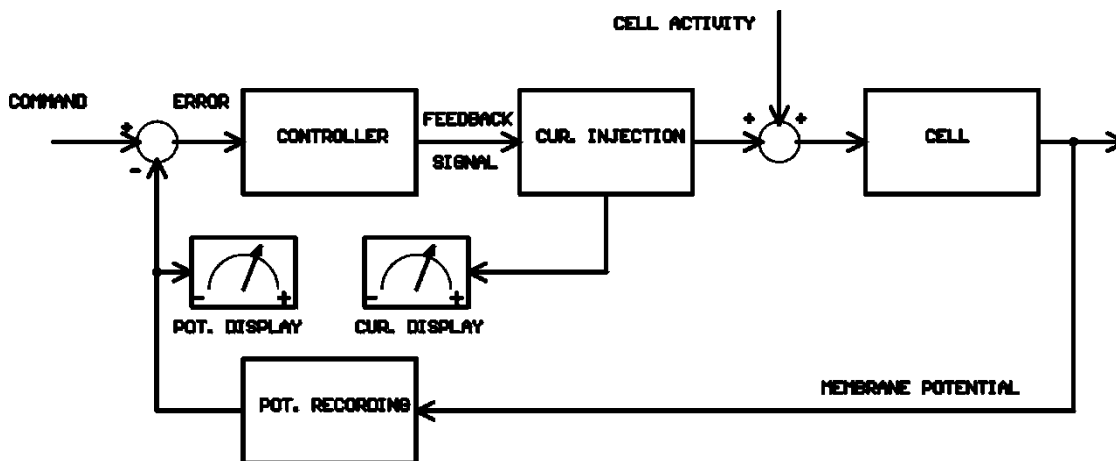 CELL ACTIVITY
COMMAND
ERROR
+
-
CONTROLLER
FEEDBACK
SIGNAL
CUR. INJECTION
+
+
CELL
- +
POT. DISPLAY
- +
CUR. DISPLAY
POT. RECORDING
MEMBRANE POTENTIAL